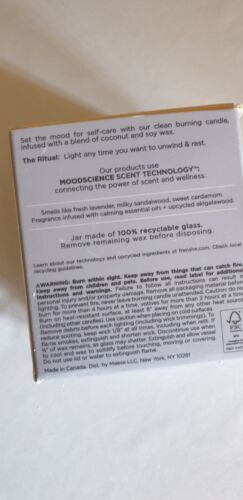 Set the mood for self-care with our clean burning candle,
infused with a blend of coconut and soy wax.
The Ritual: Light any time you want to unwind & rest.
Our products use
MOODSCIENCE SCENT TECHNOLOGY™:
connecting the power of scent and wellness.
Smells like fresh lavender, milky sandalwood, sweet cardamom.
Fragrance infused with calming essential oils + upcycled akigalawood.
Jar made of 100% recyclable glass.
Remove remaining wax before disposing.
Learn about our technology and upcycled ingredients at
recycling guidelines.
⚠WARNING: Burn within sight. Keep away from things that can catch fire.
Keep away from children and pets. Before use, read label for additional
instructions and warnings. Failure to follow all instructions could result in
personal injury and/or property damage. Remove all packaging material before
lighting. To prevent fire, never leave burning candle unattended. Caution: do not
burn for more than 4 hours at a time, votives for more than 2 hours at a time.
Burn on heat-resistant surface, at least 8" away from any other heat source
(including other candles). Use caution when placing on cold surfaces.
Remove debris before each lighting (including wick trimmings). To
reduce sooting, keep wick 1/8" at all times, including when relit. If
flame smokes, extinguish and shorten wick. Discontinue use when
of wax remains, as glass may shatter. Extinguish and allow vessel
to cool and wax to solidify before touching, moving or covering.
Do not use lid or water to extinguish flame.
Made in Canada. Dist. by Maesa LLC, New York, NY 10281
FSC